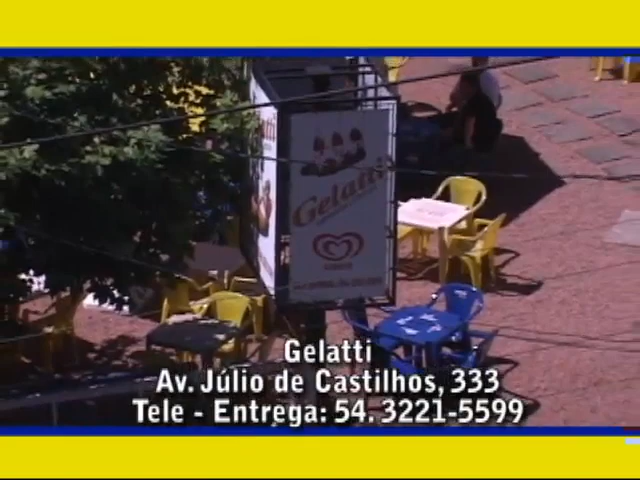 Gelatti
Gelatti
Av. Júlio de Castilhos, 333
Tele - Entrega: 54. 3221-5599